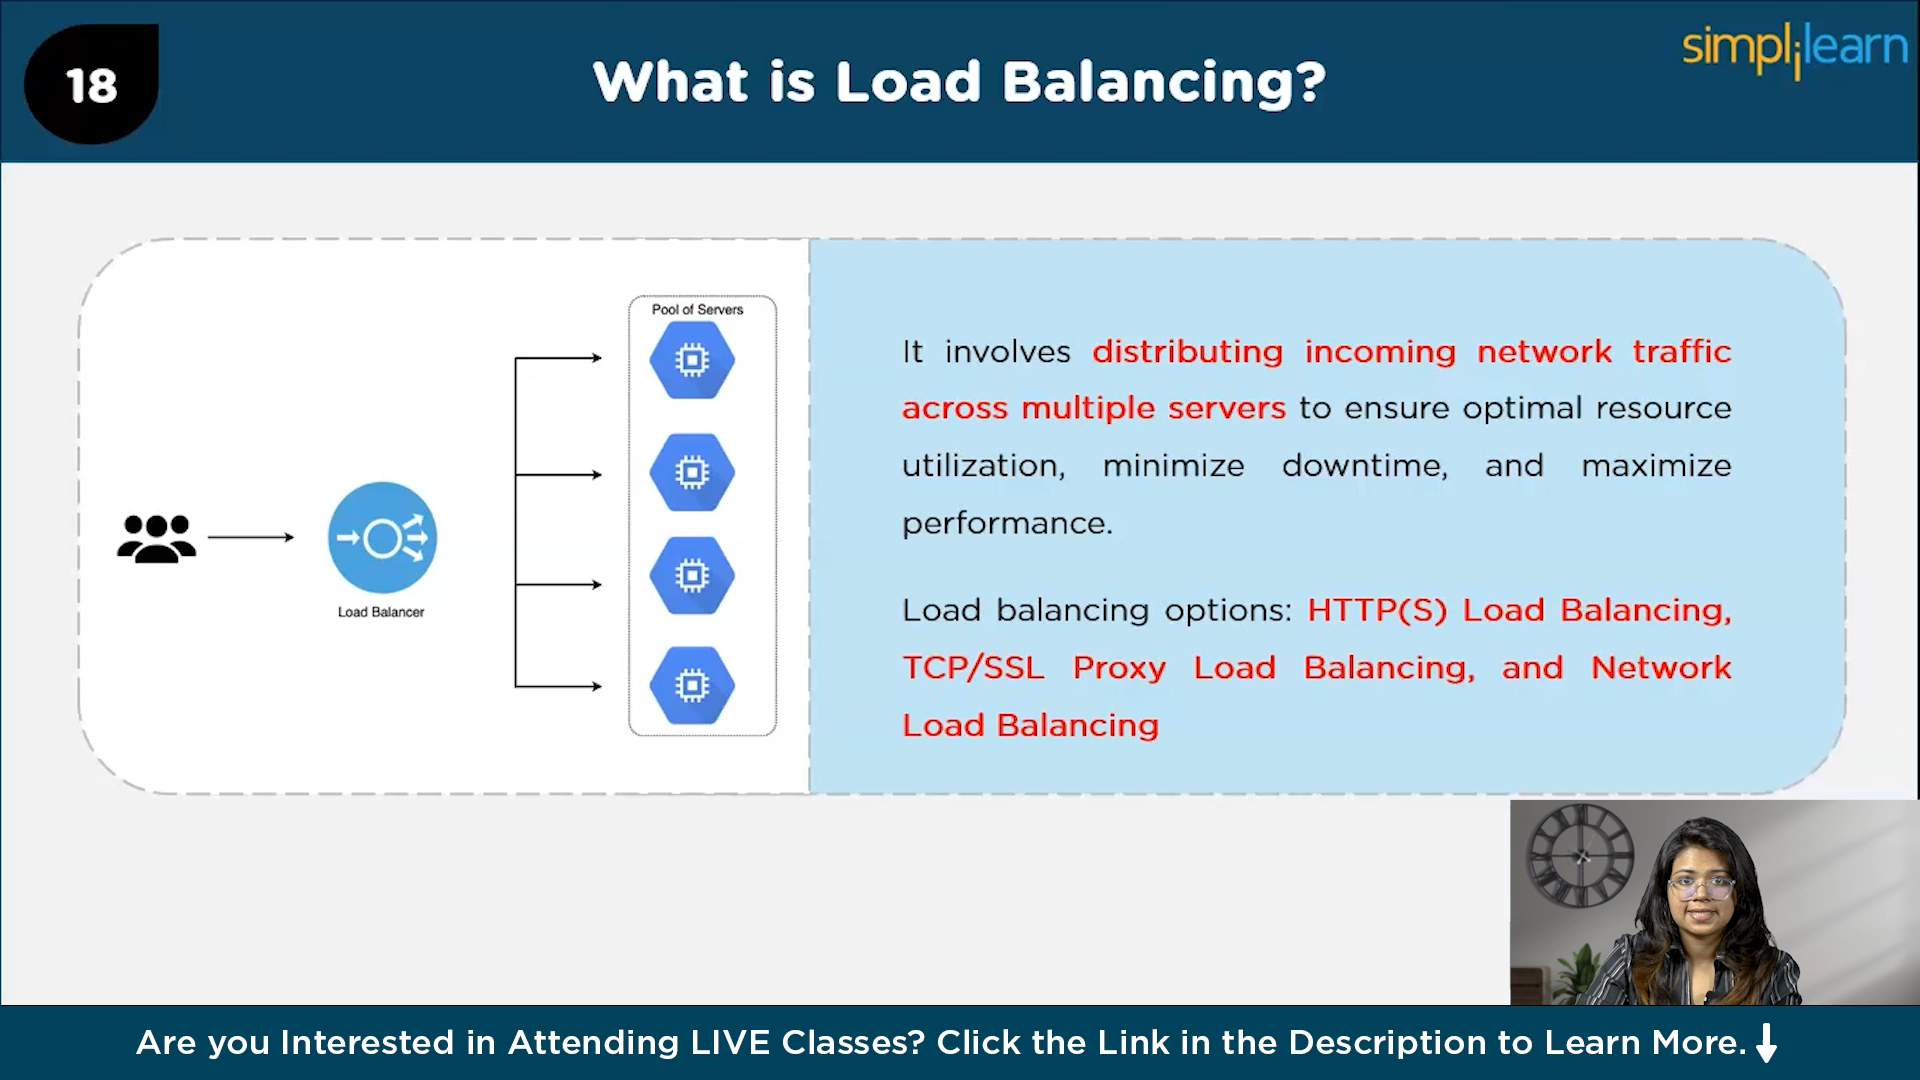 18
What is Load Balancing?
simplilearn
Pool of Servers
Load Balancer
It involves distributing incoming network traffic
across multiple servers to ensure optimal resource
utilization, minimize downtime, and maximize
performance.
Load balancing options: HTTP(S) Load Balancing,
TCP/SSL Proxy Load Balancing, and Network
Load Balancing
Are you Interested in Attending LIVE Classes? Click the Link in the Description to Learn More.